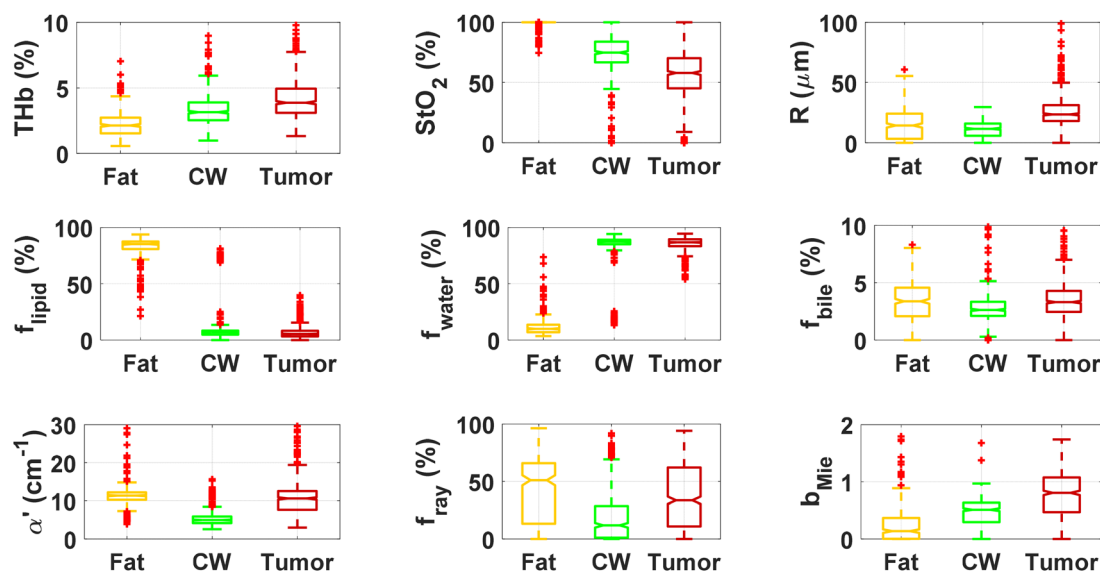 THb (%)
10
5
0
Fat CW Tumor
StO2 (%)
100
50
0
Fat CW Tumor
R (μm)
100
50
0
Fat CW Tumor
flipid (%)
100
50
0
Fat CW Tumor
fwater (%)
100
50
0
Fat CW Tumor
fbile (%)
10
5
0
Fat CW Tumor
α' (cm-1)
30
20
10
0
Fat CW Tumor
fray (%)
100
50
0
Fat CW Tumor
bMie
2
1
0
Fat CW Tumor